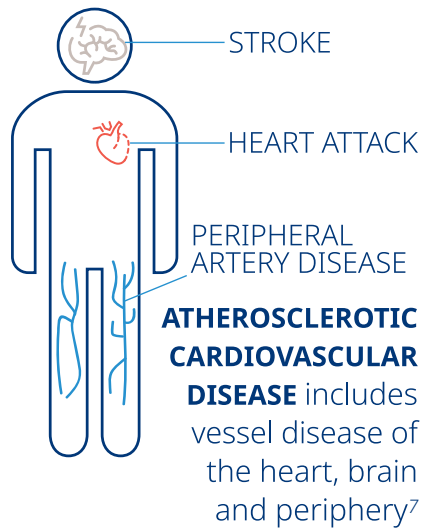 STROKE
HEART ATTACK
PERIPHERAL
ARTERY DISEASE
ATHEROSCLEROTIC
CARDIOVASCULAR
DISEASE includes
vessel disease of
the heart, brain
and periphery⁷